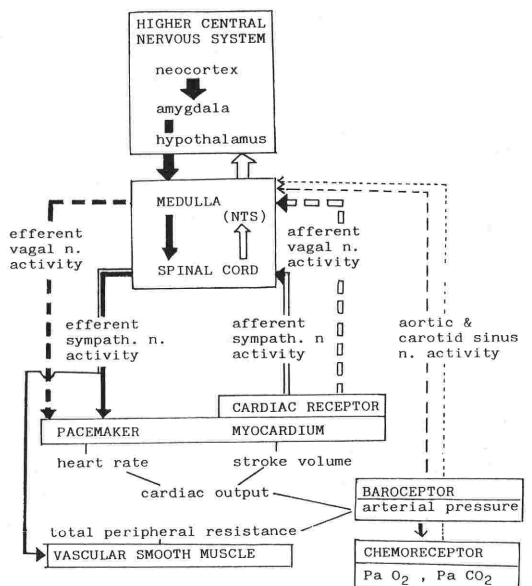 HIGHER CENTRAL
NERVOUS SYSTEM
neocortex
amygdala
hypothalamus
MEDULLA
(NTS)
SPINAL CORD
efferent
vagal n.
activity
afferent
vagal n.
activity
efferent
sympath. n.
activity
afferent
sympath. n
activity
aortic &
carotid sinus
n. activity
CARDIAC RECEPTOR
PACEMAKER MYOCARDIUM
heart rate stroke volume
cardiac output
BAROCEPTOR
arterial pressure
total peripheral resistance
VASCULAR SMOOTH MUSCLE
CHEMORECEPTOR
Pa O2 , Pa CO2